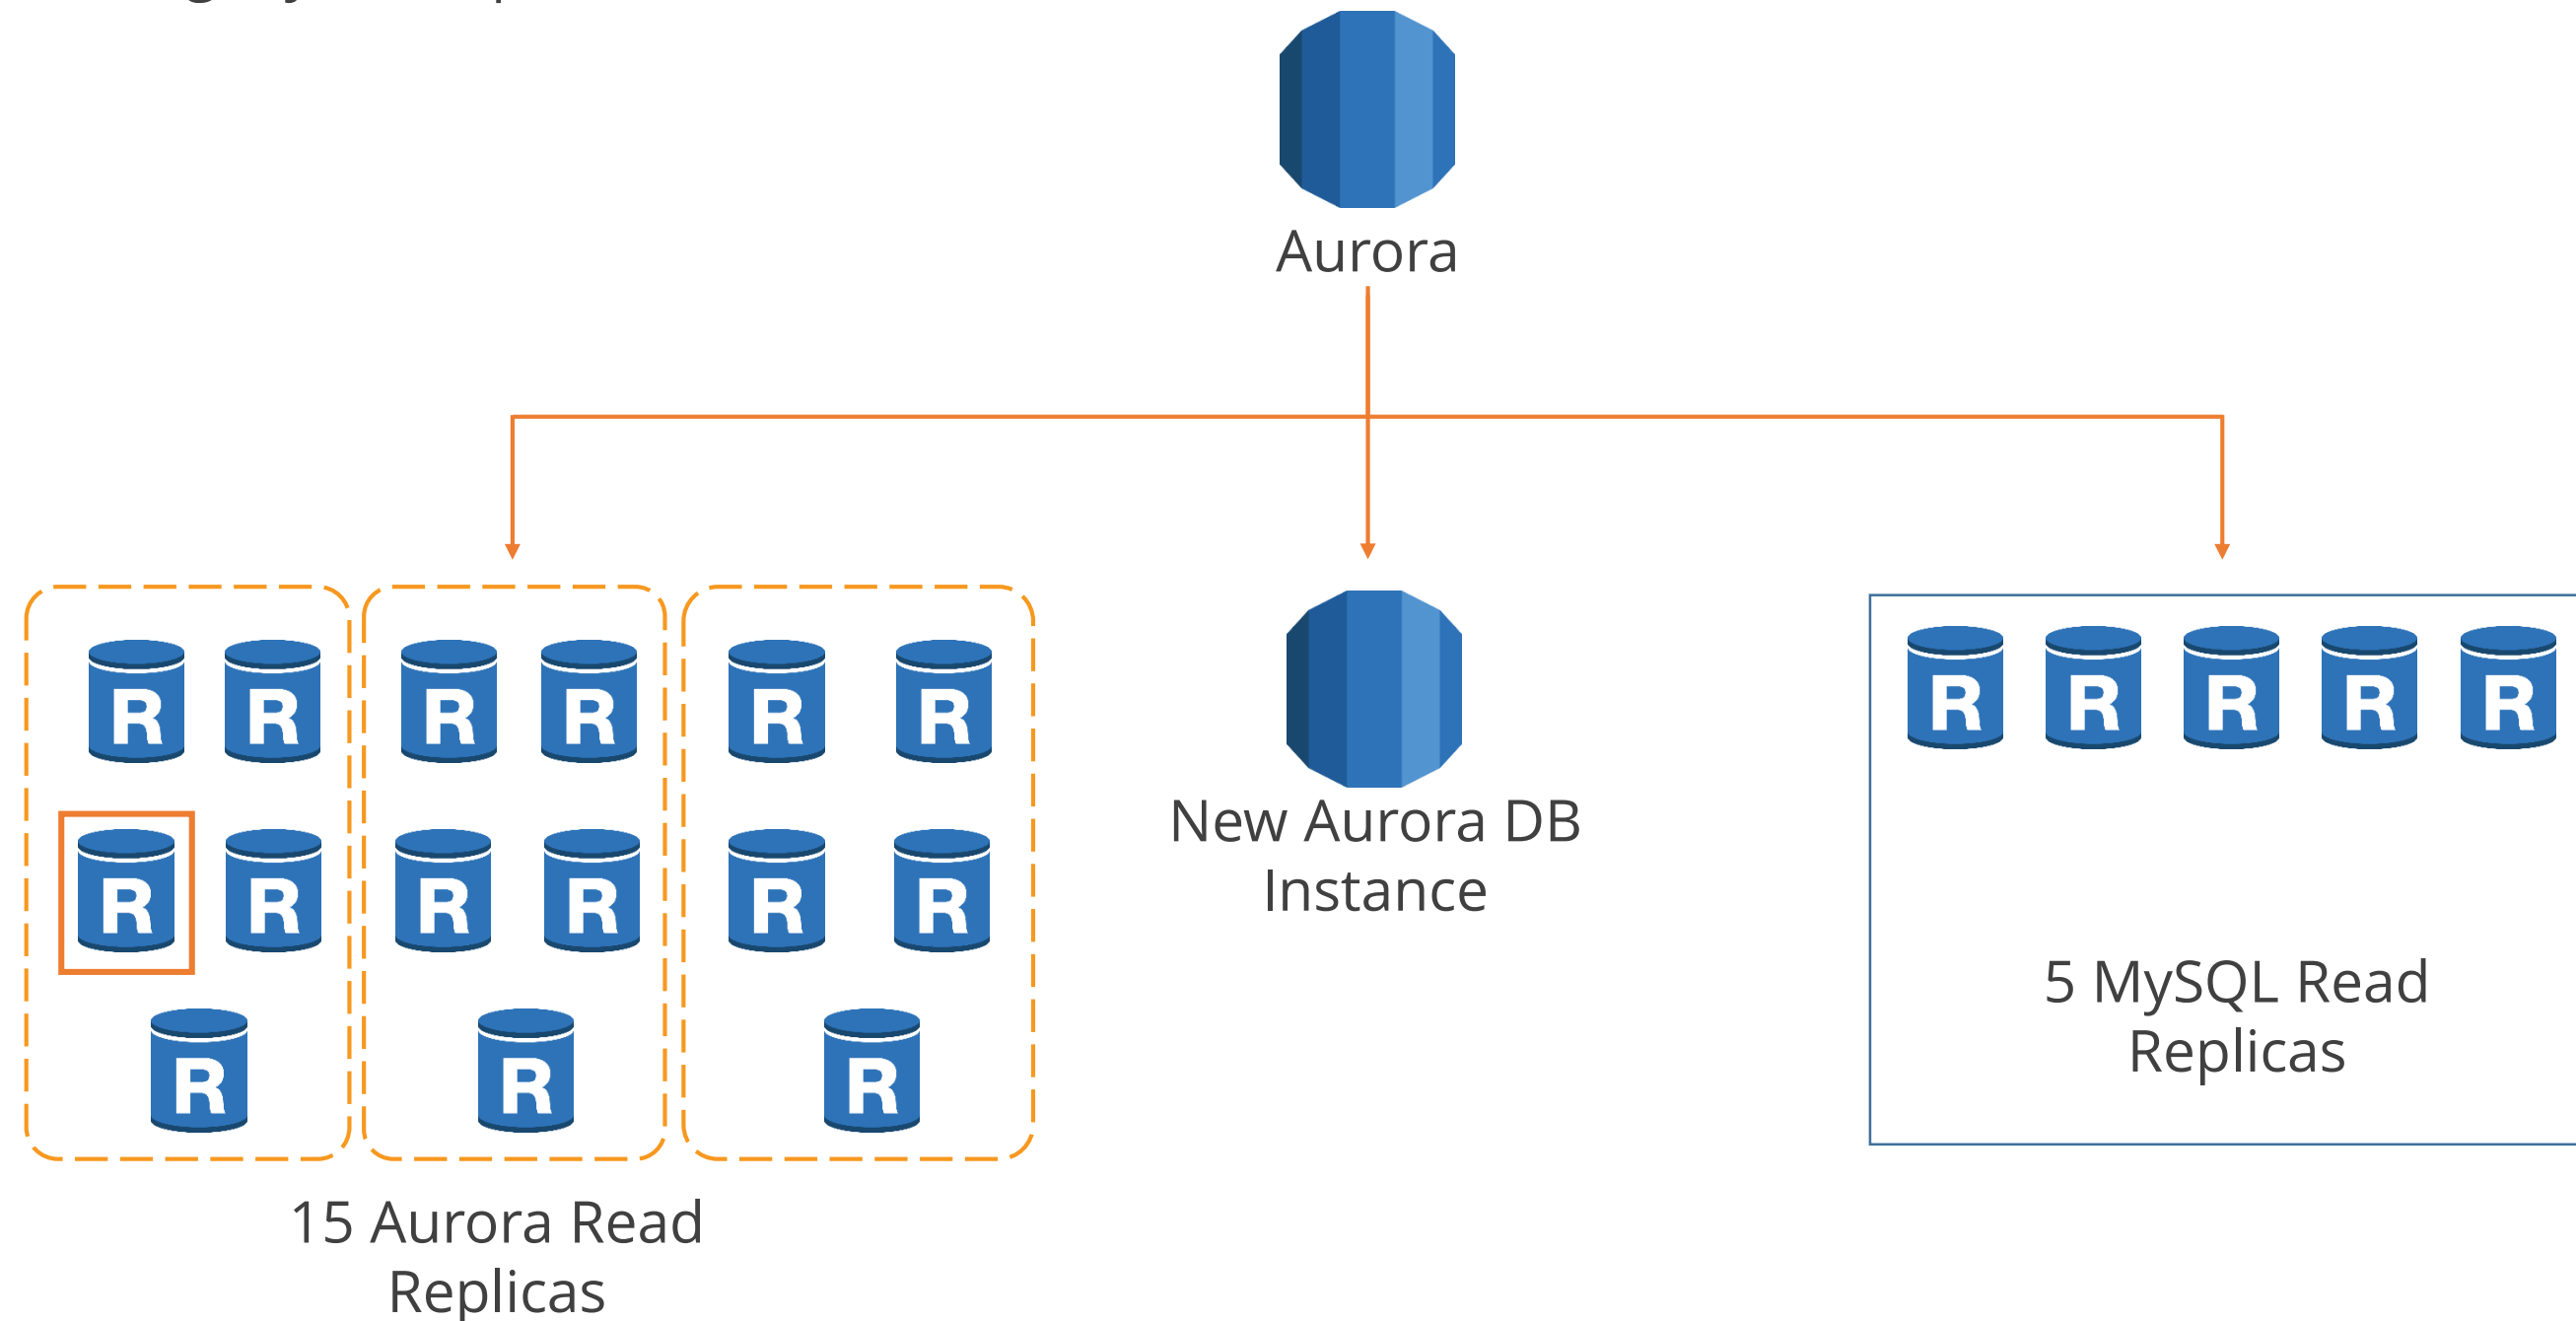 Aurora
R R R R R R
R R R R R
New Aurora DB
Instance
R R R R R R
R R R
5 MySQL Read
Replicas
15 Aurora Read
Replicas